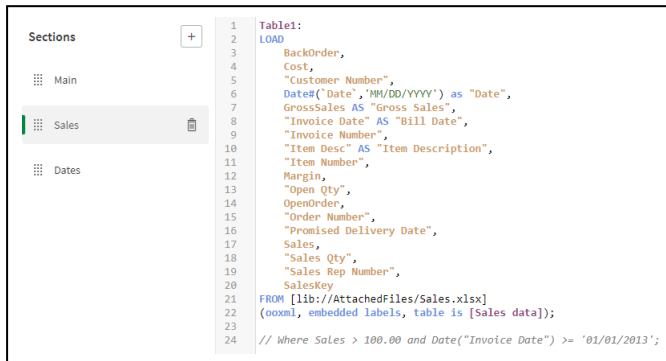 Sections
+
Main
Sales
Dates
1 Table1:
2 LOAD
3 BackOrder,
4 Cost,
5 "Customer Number",
6 Date#(`Date`,'MM/DD/YYYY') as "Date",
7 GrossSales AS "Gross Sales",
8 "Invoice Date" AS "Bill Date",
9 "Invoice Number",
10 "Item Desc" AS "Item Description",
11 "Item Number",
12 Margin,
13 "Open Qty",
14 OpenOrder,
15 "Order Number",
16 "Promised Delivery Date",
17 Sales,
18 "Sales Qty",
19 "Sales Rep Number",
20 SalesKey
21 FROM [lib://AttachedFiles/Sales.xlsx]
22 (ooxml, embedded labels, table is [Sales data]);
23
24 // Where Sales > 100.00 and Date("Invoice Date") >= '01/01/2013';